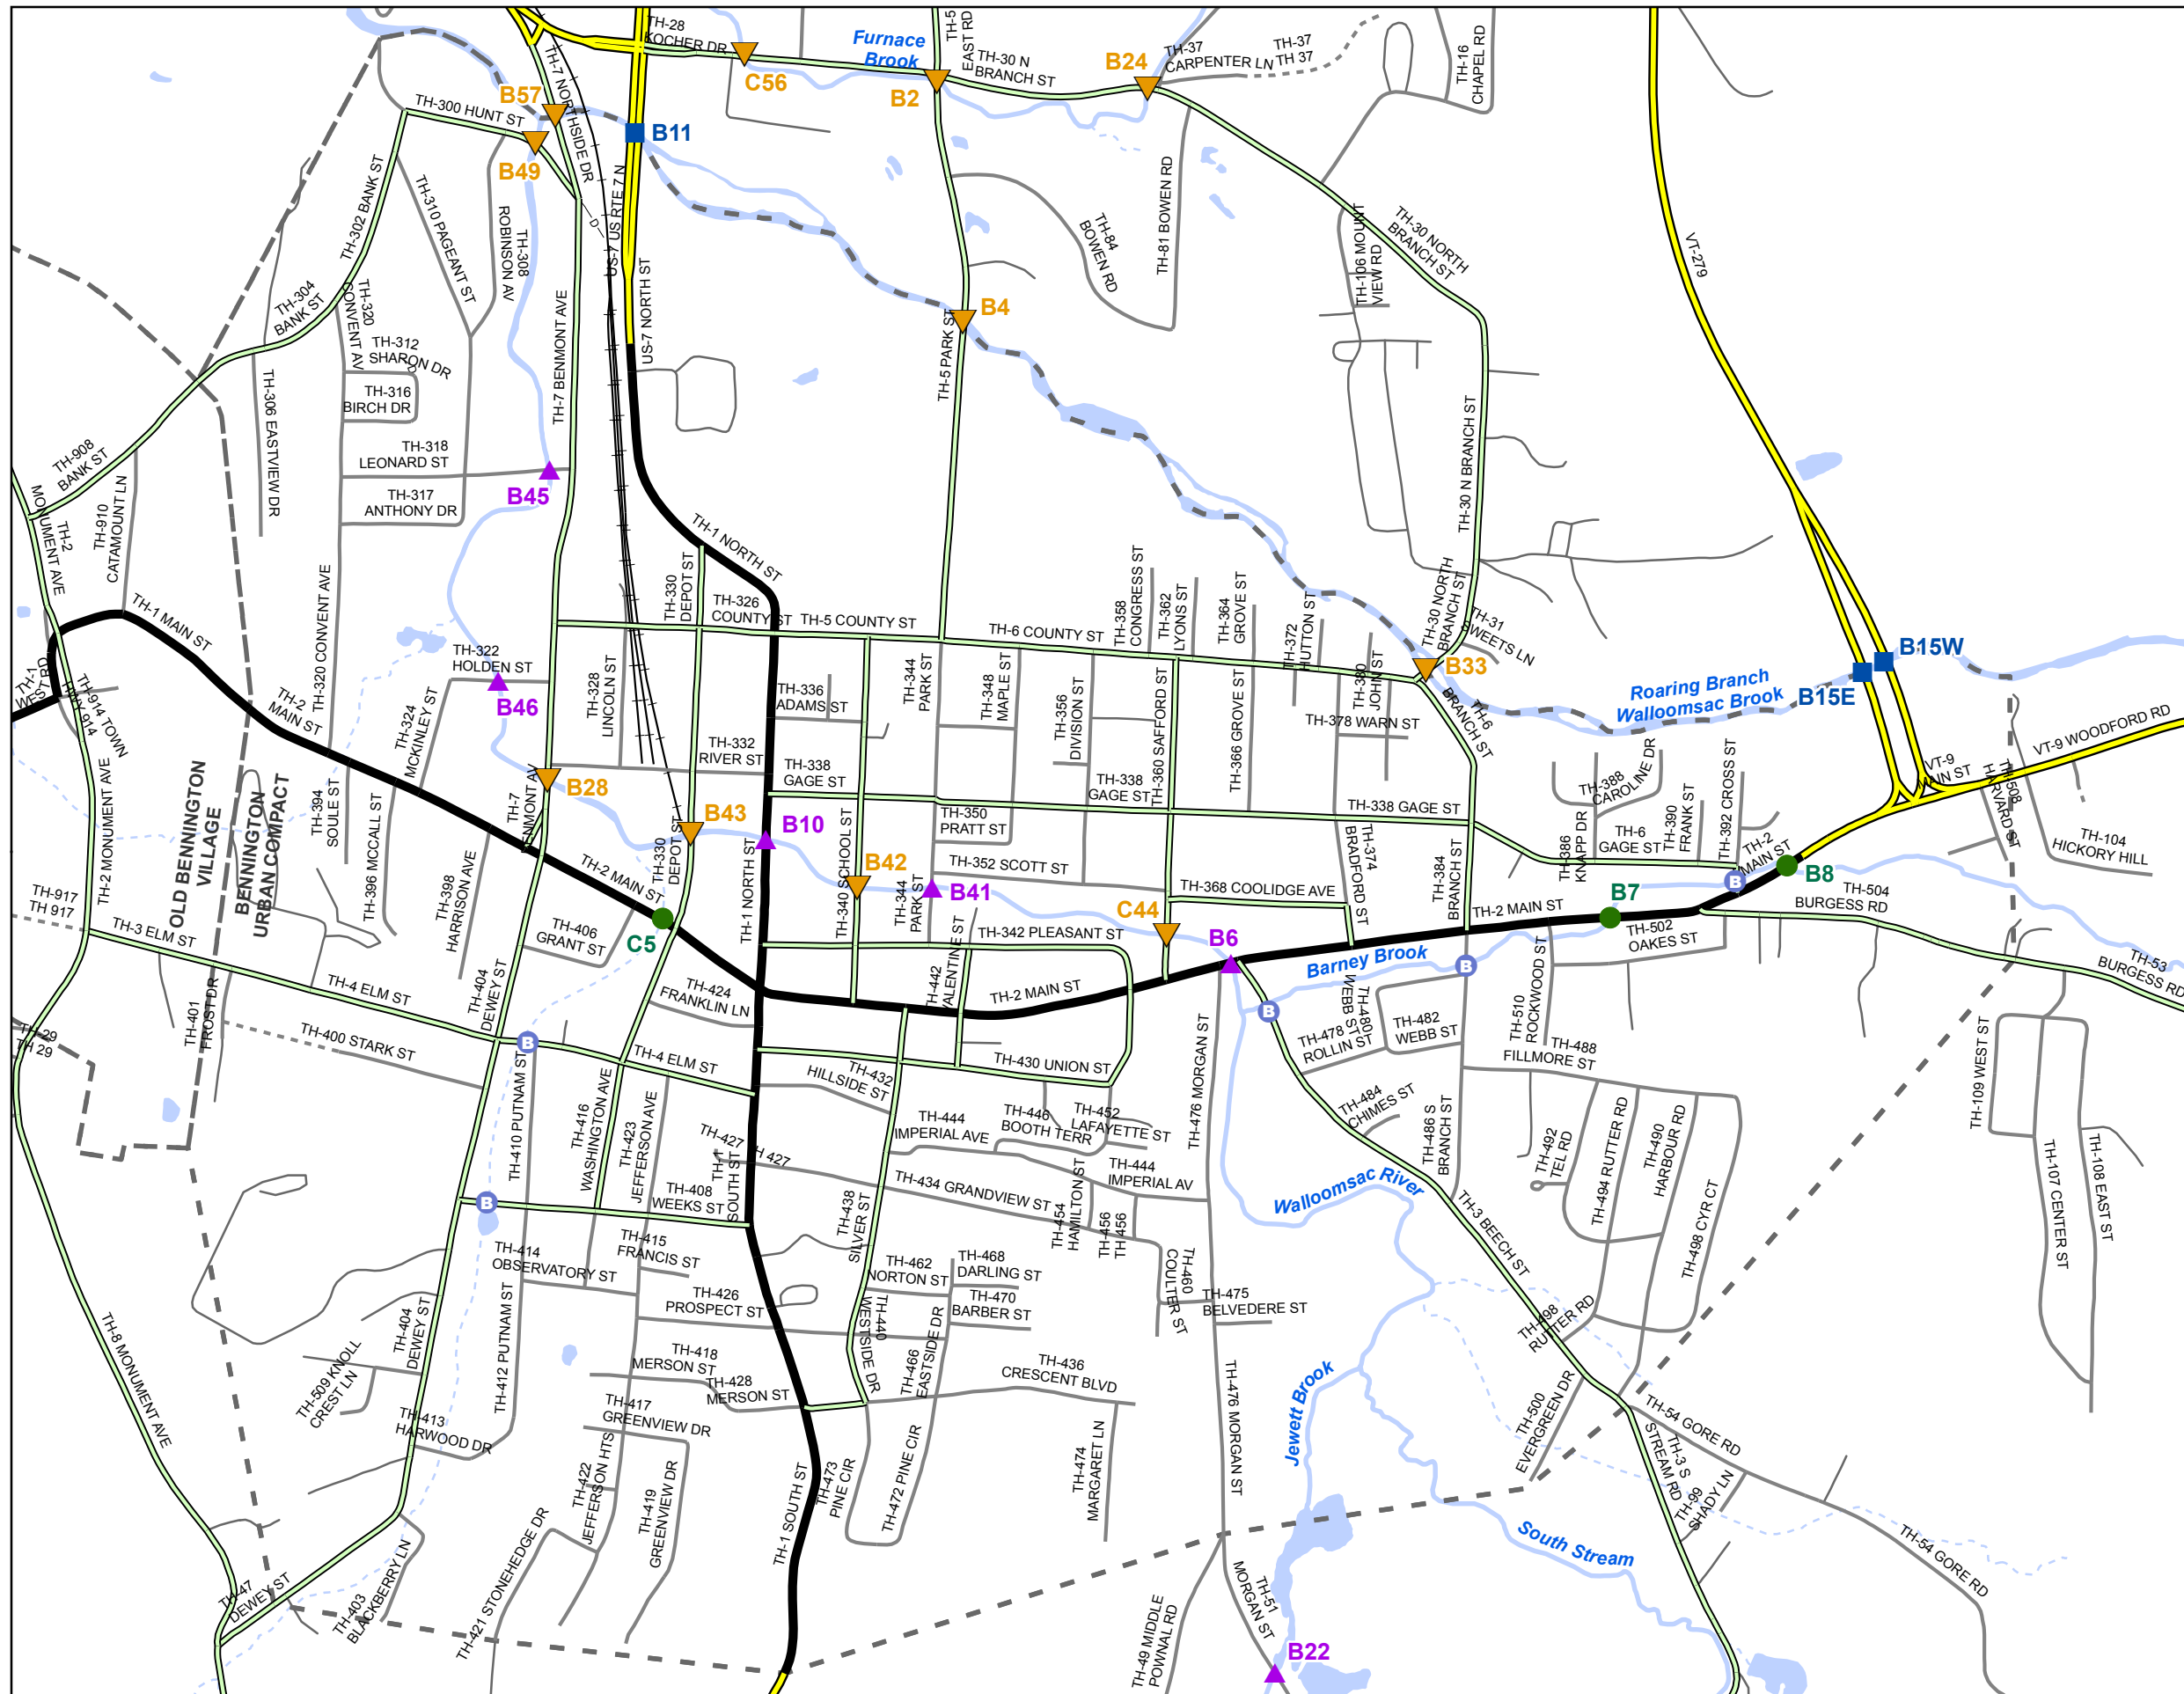 TH-28
KOCHER DR
C56
Furnace
Brook
B2
TH-5
EAST RD
TH-30 N
BRANCH ST
B24
TH-37
CARPENTER LN
TH-37
TH 37
TH-16
CHAPEL RD
B57
TH-7 NORTHSIDE DR
TH-300 HUNT ST
B49
B11
US-7 US RTE 7 N
US-7 NORTH ST
TH-302 BANK ST
TH-310 PAGEANT ST
TH-308
ROBINSON AV
TH-304
BANK ST
TH-320
CONVENT AV
TH-312
SHARON DR
TH-316
BIRCH DR
TH-318
LEONARD ST
TH-317
ANTHONY DR
TH-306 EASTVIEW DR
TH-7 BENMONT AVE
B45
B4
TH-5 PARK ST
TH-84
BOWEN RD
TH-81 BOWEN RD
TH-106 MOUNT
VIEW RD
TH-30 NORTH
BRANCH ST
TH-30 N BRANCH ST
VT-279
TH-908
BANK ST
TH-2
MONUMENT AVE
TH-910
CATAMOUNT LN
TH-1 MAIN ST
TH-1
WEST RD
TH-914 TOWN
HWY 914
TH-2
MAIN ST
TH-320 CONVENT AVE
TH-322
HOLDEN ST
B46
TH-324
MCKINLEY ST
TH-328
LINCOLN ST
TH-330
DEPOT ST
TH-1 NORTH ST
TH-326
COUNTY ST
TH-5 COUNTY ST
TH-6 COUNTY ST
TH-336
ADAMS ST
TH-332
RIVER ST
TH-338
GAGE ST
TH-344
PARK ST
TH-348
MAPLE ST
TH-356
DIVISION ST
TH-358
CONGRESS ST
TH-362
LYONS ST
TH-364
GROVE ST
TH-360 SAFFORD ST
TH-366 GROVE ST
TH-372
HUTTON ST
TH-380
JOHN ST
TH-378 WARN ST
TH-30 NORTH
BRANCH ST
TH-31
SWEETS LN
B33
TH-6
BRANCH ST
Roaring Branch
Walloomsac Brook
B15W
B15E
VT-9 WOODFORD RD
VT-9
MAIN ST
TH-508
HARVARD ST
TH-104
HICKORY HILL
TH-388
CAROLINE DR
TH-386
KNAPP DR
TH-6
GAGE ST
TH-390
FRANK ST
TH-392 CROSS ST
TH-2
MAIN ST
B
B8
B7
TH-504
BURGESS RD
TH-53
BURGESS RD
TH-338
GAGE ST
TH-338 GAGE ST
TH-350
PRATT ST
TH-352 SCOTT ST
TH-368 COOLIDGE AVE
TH-374
BRADFORD ST
TH-384
BRANCH ST
TH-2 MAIN ST
TH-502
OAKES ST
OLD BENNINGTON
VILLAGE
BENNINGTON
URBAN COMPACT
TH-2 MONUMENT AVE
TH-917
TH 917
TH-394
SOULE ST
TH-396 MCCALL ST
TH-398
HARRISON AVE
TH-7
BENMONT AV
B28
B43
B10
B42
B41
C44
B6
C5
TH-2 MAIN ST
TH-330
DEPOT ST
TH-1 NORTH ST
TH-340 SCHOOL ST
TH-344
PARK ST
TH-342 PLEASANT ST
TH-442
VALENTINE ST
TH-2 MAIN ST
TH-406
GRANT ST
TH-424
FRANKLIN LN
TH-3 ELM ST
TH-4 ELM ST
TH-404
DEWEY ST
B
TH-4 ELM ST
TH-401
FROST DR
TH-400 STARK ST
TH-29
TH 29
TH-410 PUTNAM ST
TH-416
WASHINGTON AVE
TH-423
JEFFERSON AVE
TH-430 UNION ST
TH-432
HILLSIDE ST
TH-444
IMPERIAL AVE
TH-446
BOOTH TERR
TH-452
LAFAYETTE ST
TH-444
IMPERIAL AV
TH-427
TH 427
TH-1
SOUTH ST
TH-408
WEEKS ST
TH-434 GRANDVIEW ST
TH-454
HAMILTON ST
TH-456
TH 456
TH-438
SILVER ST
TH-476 MORGAN ST
Barney Brook
B
B
TH-480
WEBB ST
TH-478
ROLLIN ST
TH-482
WEBB ST
TH-484
CHIMES ST
TH-486 S
BRANCH ST
TH-510
ROCKWOOD ST
TH-488
FILLMORE ST
TH-492
TEL RD
TH-494 RUTTER RD
TH-490
HARBOUR RD
TH-498 CYR CT
TH-109 WEST ST
TH-107 CENTER ST
TH-108 EAST ST
Walloomsac River
TH-3 BEECH ST
TH-498
RUTTER RD
B
TH-414
OBSERVATORY ST
TH-415
FRANCIS ST
TH-426
PROSPECT ST
TH-462
NORTON ST
TH-468
DARLING ST
TH-470
BARBER ST
TH-460
COULTER ST
TH-475
BELVEDERE ST
TH-8 MONUMENT AVE
TH-404
DEWEY ST
TH-412 PUTNAM ST
TH-418
MERSON ST
TH-428
MERSON ST
TH-440
WESTSIDE DR
TH-466
EASTSIDE DR
TH-436
CRESCENT BLVD
TH-509 KNOLL
CREST LN
TH-413
HARWOOD DR
TH-417
GREENVIEW DR
TH-422
JEFFERSON HTS
TH-419
GREENVIEW DR
TH-1 SOUTH ST
TH-473
PINE CIR
TH-472 PINE CIR
TH-474
MARGARET LN
TH-476 MORGAN ST
Jewett Brook
TH-500
EVERGREEN DR
TH-54 GORE RD
TH-3 S
STREAM RD
TH-99
SHADY LN
TH-54 GORE RD
South Stream
TH-47
DEWEY ST
TH-403
BLACKBERRY LN
TH-421 STONEHEDGE DR
TH-49 MIDDLE
POWNAL RD
TH-51
MORGAN ST
B22